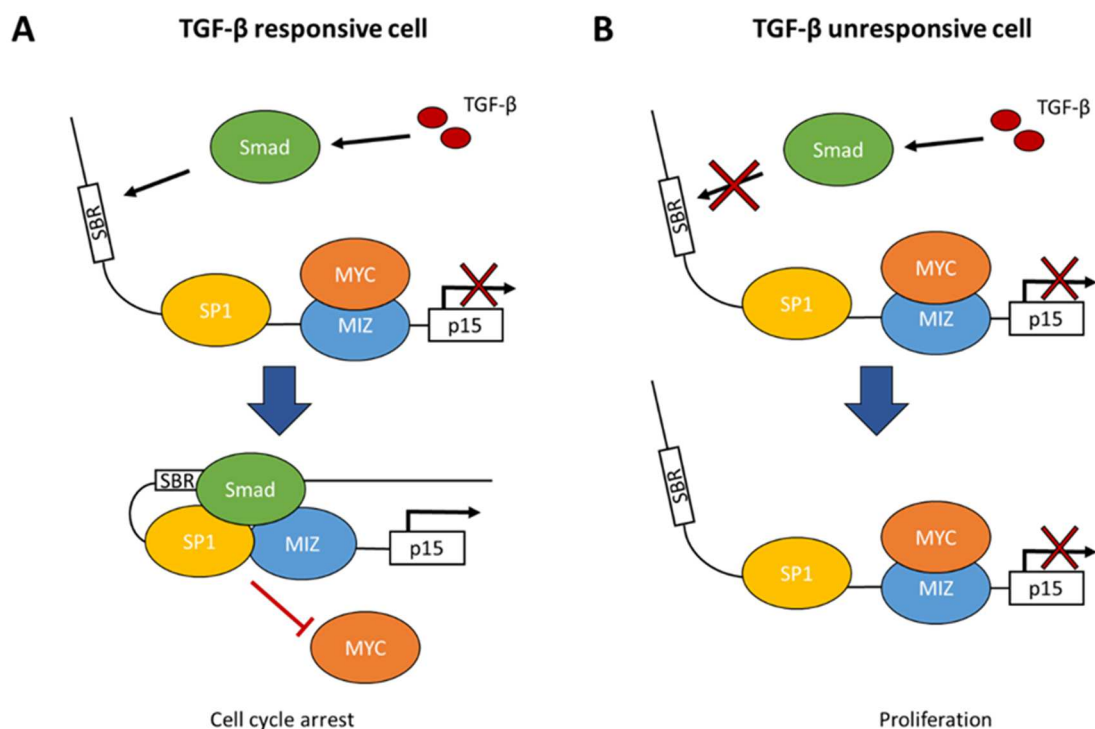 A
TGF-β responsive cell
TGF-β
Smad
SBR
MYC
SP1
MIZ
p15
SBR
Smad
SP1
MIZ
p15
MYC
Cell cycle arrest
B
TGF-β unresponsive cell
TGF-β
Smad
SBR
MYC
SP1
MIZ
p15
SBR
MYC
SP1
MIZ
p15
Proliferation